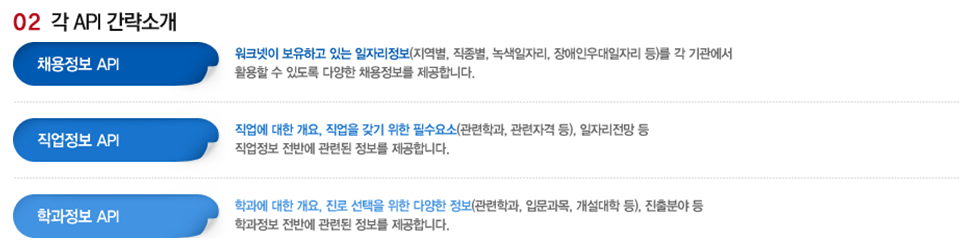 02 각 API 간략소개
채용정보 API
워크넷이 보유하고 있는 일자리정보(지역별, 직종별, 녹색일자리, 장애인우대일자리 등)를 각 기관에서
활용할 수 있도록 다양한 채용정보를 제공합니다.
직업정보 API
직업에 대한 개요, 직업을 갖기 위한 필수요소(관련학과, 관련자격 등), 일자리전망 등
직업정보 전반에 관련된 정보를 제공합니다.
학과정보 API
학과에 대한 개요, 진로 선택을 위한 다양한 정보(관련학과, 입문과목, 개설대학 등), 진출분야 등
학과정보 전반에 관련된 정보를 제공합니다.